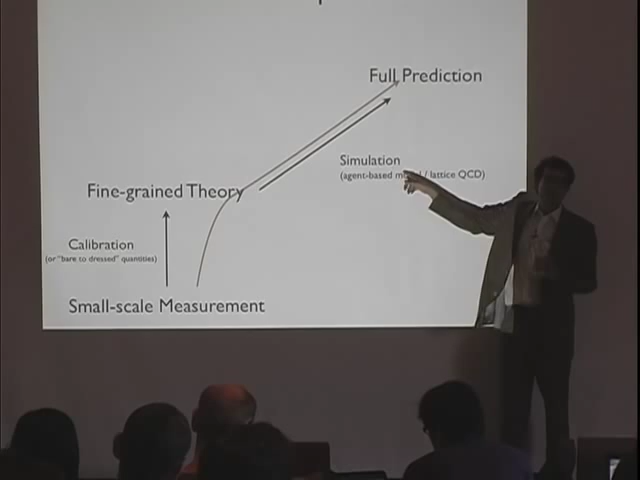 Full Prediction
Simulation
(agent-based / lattice QCD)
Fine-grained Theory
Calibration
(or "bare to dressed" quantities)
Small-scale Measurement